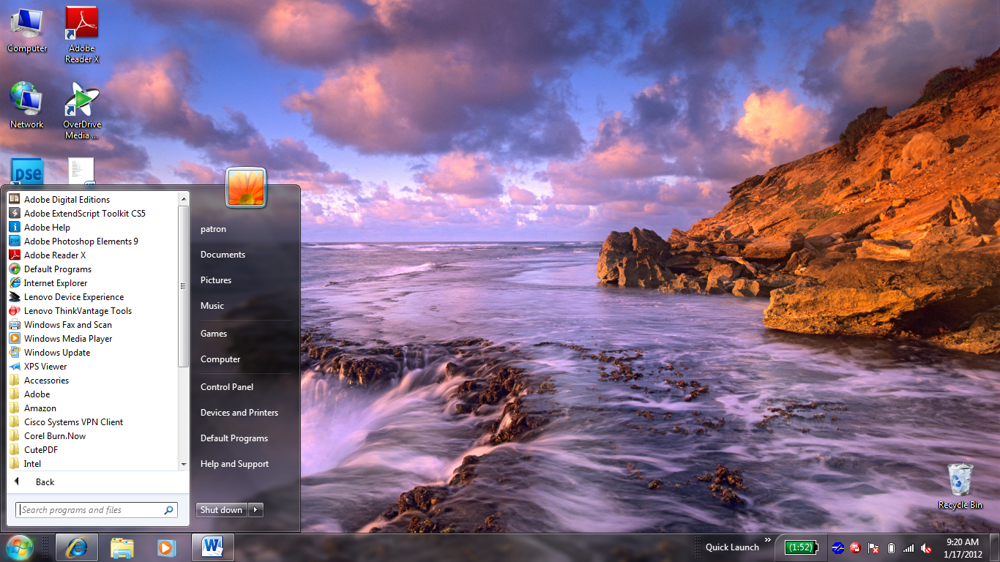 Computer
Adobe
Reader X
Network
OverDrive
Media ...
pse
Adobe Digital Editions
Adobe ExtendScript Toolkit CS5
Adobe Help
pse
Adobe Photoshop Elements 9
Adobe Reader X
Default Programs
Internet Explorer
Lenovo Device Experience
Lenovo ThinkVantage Tools
Windows Fax and Scan
Windows Media Player
Windows Update
XPS Viewer
Accessories
Adobe
Amazon
Cisco Systems VPN Client
Corel Burn.Now
CutePDF
Intel
Back
Search programs and files
patron
Documents
Pictures
Music
Games
Computer
Control Panel
Devices and Printers
Default Programs
Help and Support
Shut down
Recycle Bin
W
Quick Launch
(1:52)
9:20 AM
1/17/2012